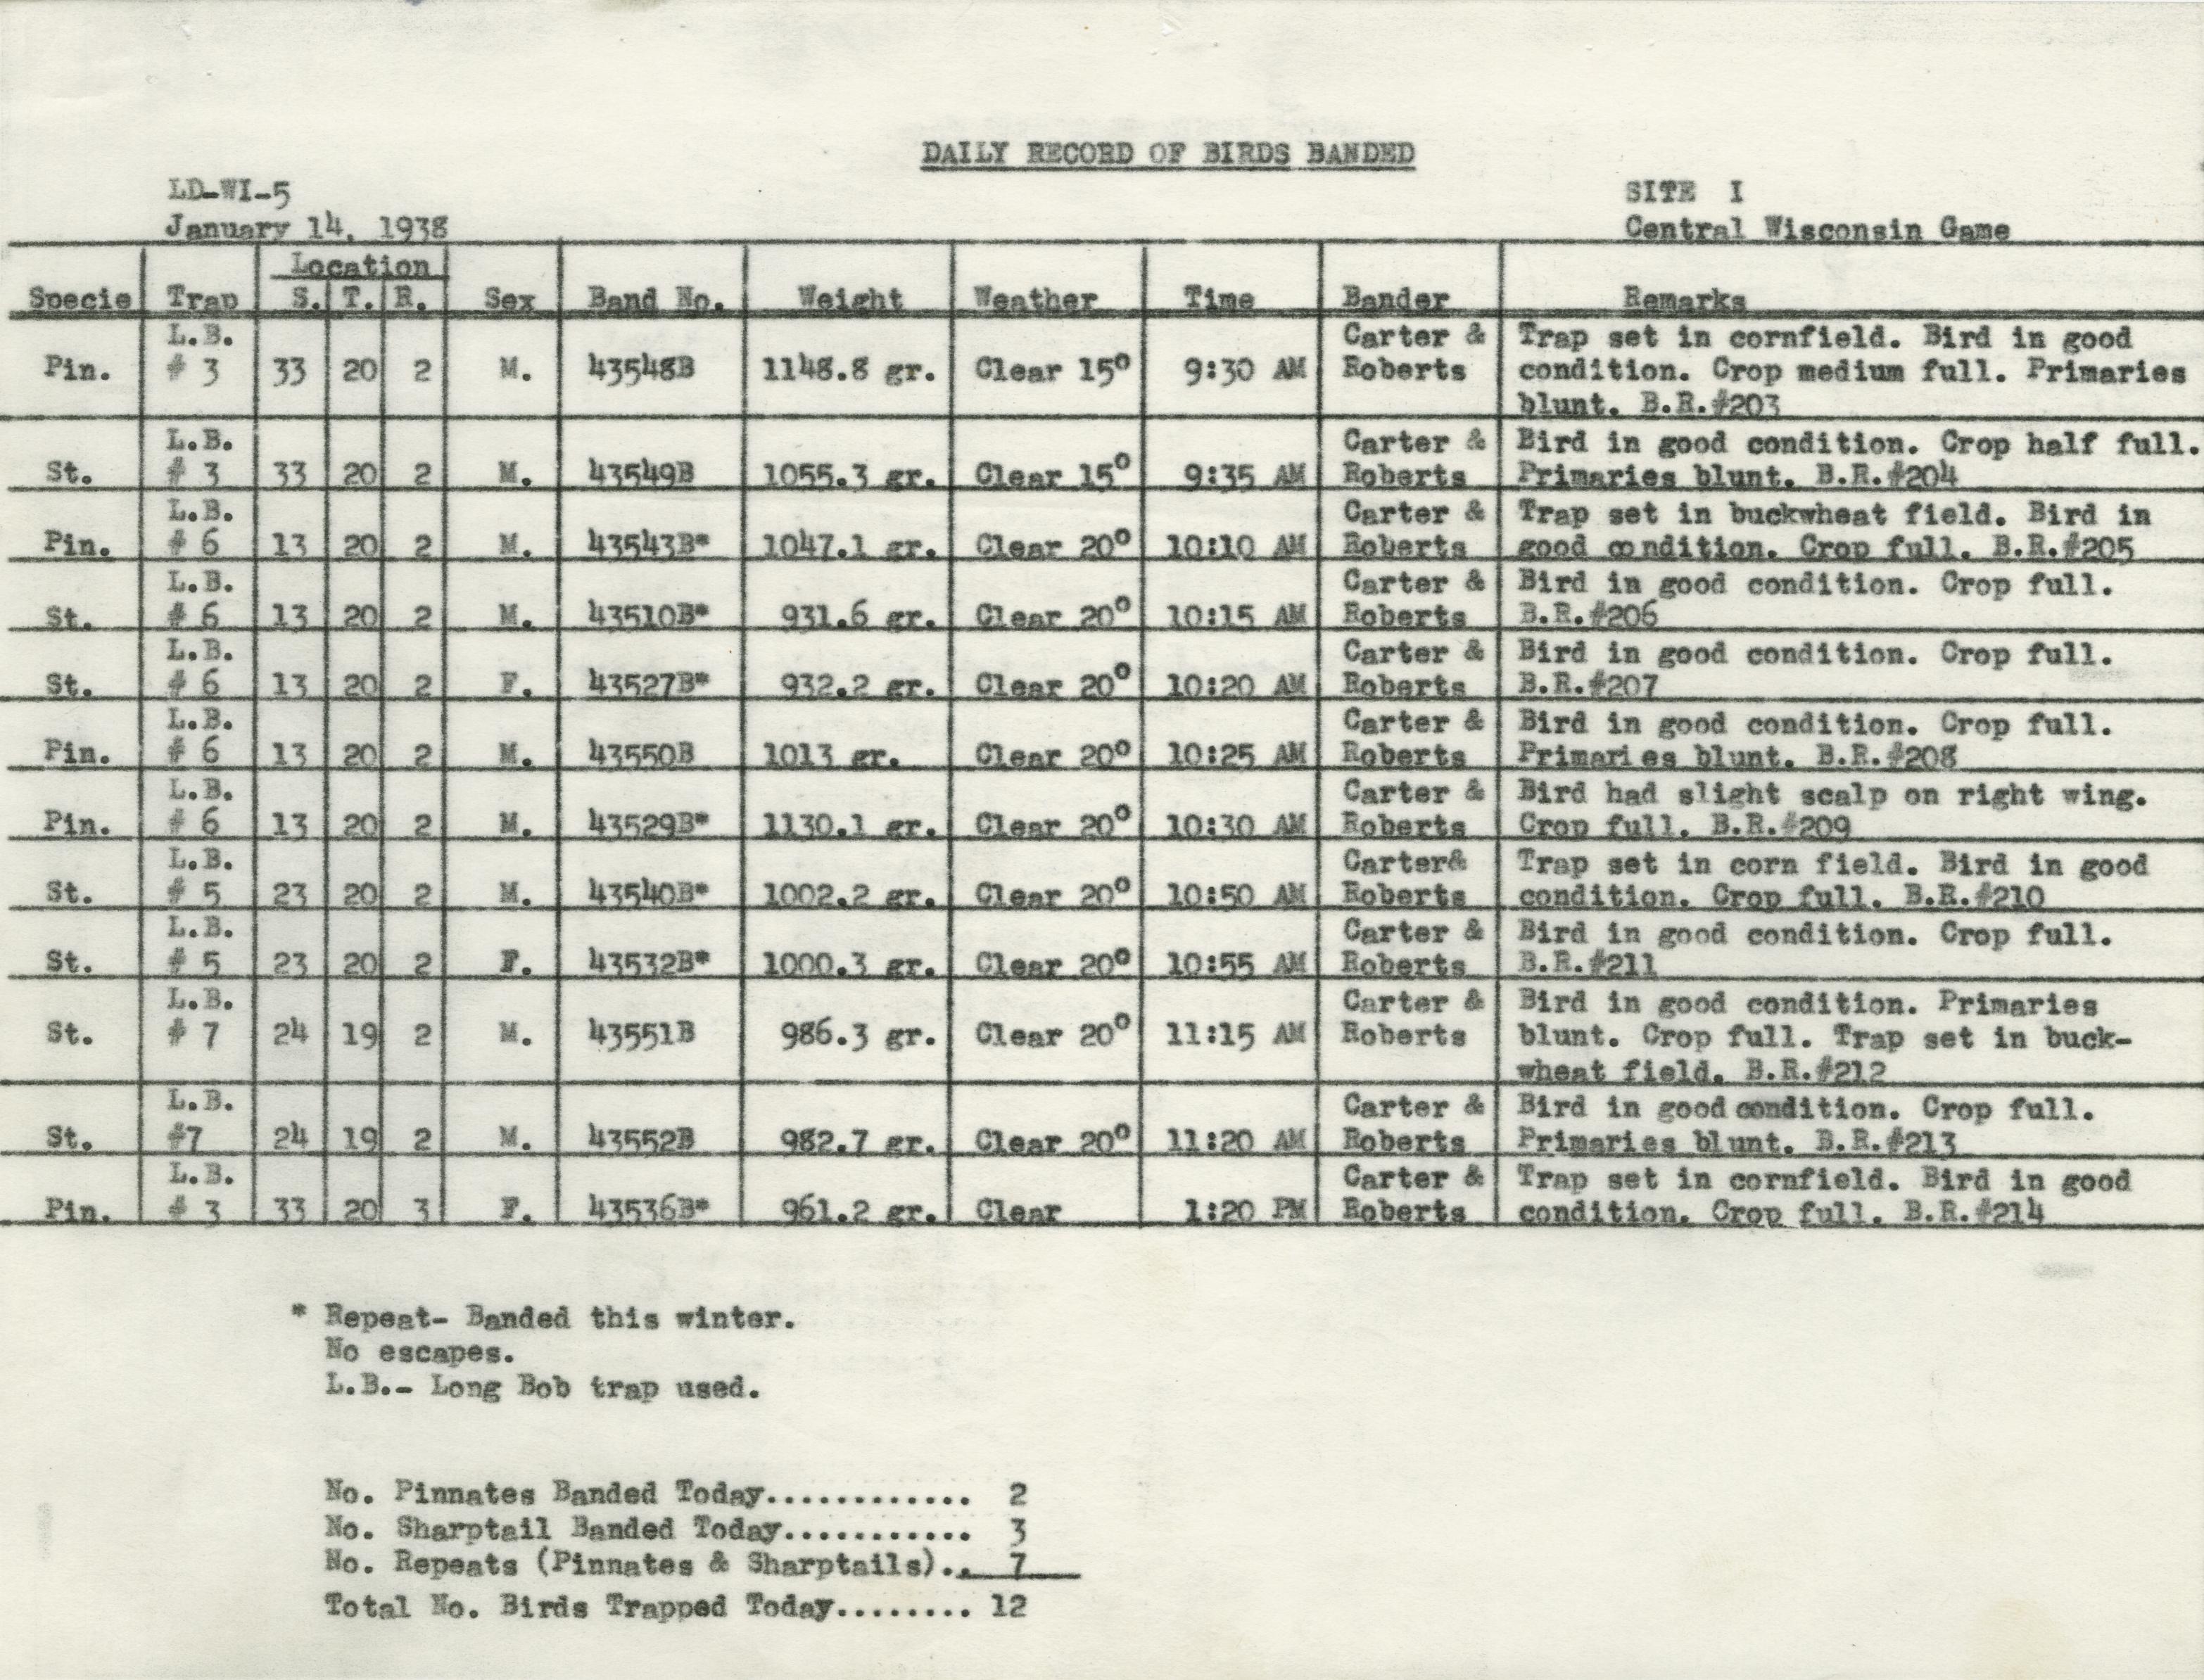 DAILY RECORD OF BIRDS BANDED
LD-WI-5 SITE I
January 14, 1938 Central Wisconsin Game
Location
Specie Trap S. T. R. Sex Band No. Weight Weather Time Bander Remarks
L.B. Carter & Trap set in cornfield. Bird in good
Pin. # 3 33 20 2 M. 43548B 1148.8 gr. Clear 15° 9:30 AM Roberts condition. Crop medium full. Primaries
blunt. B.R.#203
L.B. Carter & Bird in good condition. Crop half full.
St. # 3 33 20 2 M. 43549B 1055.3 gr. Clear 15° 9:35 AM Roberts Primaries blunt. B.R.#204
L.B. Carter & Trap set in buckwheat field. Bird in
Pin. # 6 13 20 2 M. 43543B* 1047.1 gr. Clear 20° 10:10 AM Roberts good condition. Crop full. B.R.#205
L.B. Carter & Bird in good condition. Crop full.
St. # 6 13 20 2 M. 43510B* 931.6 gr. Clear 20° 10:15 AM Roberts B.R.#206
L.B. Carter & Bird in good condition. Crop full.
St. # 6 13 20 2 F. 43527B* 932.2 gr. Clear 20° 10:20 AM Roberts B.R.#207
L.B. Carter & Bird in good condition. Crop full.
Pin. # 6 13 20 2 M. 43550B 1013 gr. Clear 20° 10:25 AM Roberts Primaries blunt. B.R.#208
L.B. Carter & Bird had slight scalp on right wing.
Pin. # 6 13 20 2 M. 43529B* 1130.1 gr. Clear 20° 10:30 AM Roberts Crop full. B.R.#209
L.B. Carter& Trap set in corn field. Bird in good
St. # 5 23 20 2 M. 43540B* 1002.2 gr. Clear 20° 10:50 AM Roberts condition. Crop full. B.R.#210
L.B. Carter & Bird in good condition. Crop full.
St. # 5 23 20 2 F. 43532B* 1000.3 gr. Clear 20° 10:55 AM Roberts B.R.#211
L.B. Carter & Bird in good condition. Primaries
St. # 7 24 19 2 M. 43551B 986.3 gr. Clear 20° 11:15 AM Roberts blunt. Crop full. Trap set in buck-
wheat field. B.R.#212
L.B. Carter & Bird in good condition. Crop full.
St. #7 24 19 2 M. 43552B 982.7 gr. Clear 20° 11:20 AM Roberts Primaries blunt. B.R.#213
L.B. Carter & Trap set in cornfield. Bird in good
Pin. # 3 33 20 3 F. 43536B* 961.2 gr. Clear 1:20 PM Roberts condition. Crop full. B.R.#214
* Repeat- Banded this winter.
No escapes.
L.B.- Long Bob trap used.
No. Pinnates Banded Today............ 2
No. Sharptail Banded Today........... 3
No. Repeats (Pinnates & Sharptails).. 7
Total No. Birds Trapped Today........ 12